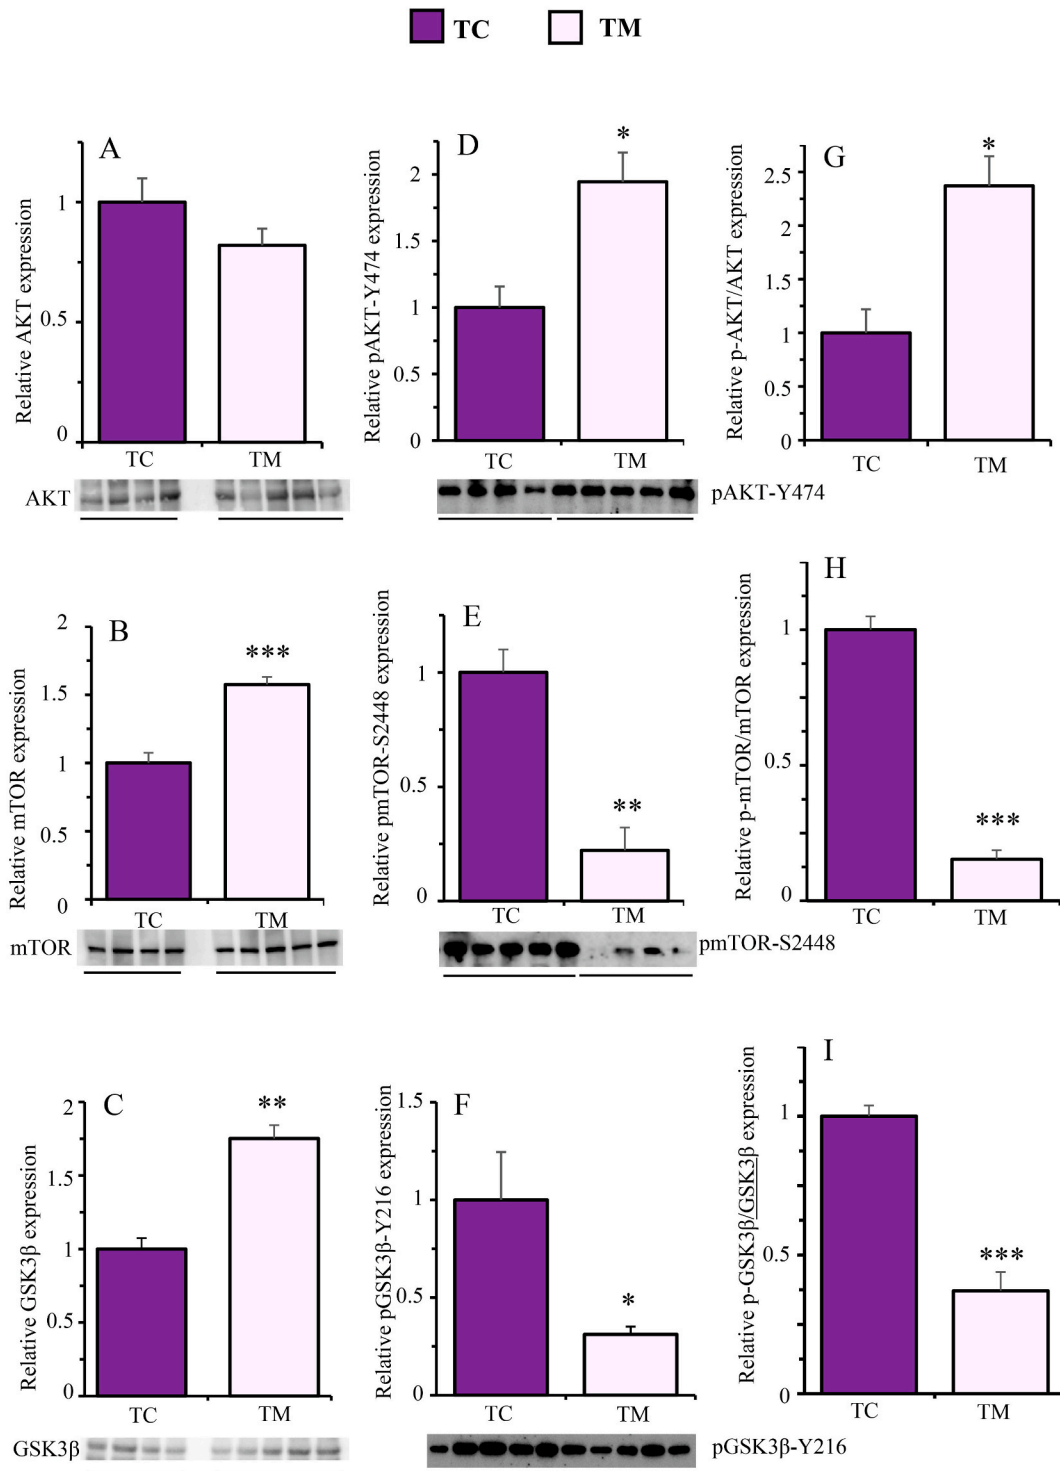 TC TM
A
Relative AKT expression
1
0.5
0
TC TM
AKT
D
*
Relative pAKT-Y474 expression
2
1.5
1
0.5
0
TC TM
pAKT-Y474
G
*
Relative p-AKT/AKT expression
2.5
2
1.5
1
0.5
0
TC TM
B
***
Relative mTOR expression
2
1.5
1
0.5
0
TC TM
mTOR
E
**
Relative pmTOR-S2448 expression
1
0.5
0
TC TM
pmTOR-S2448
H
***
Relative p-mTOR/mTOR expression
1
0.5
0
TC TM
C
**
Relative GSK3β expression
2
1.5
1
0.5
0
TC TM
GSK3β
F
*
Relative pGSK3β-Y216 expression
1.5
1
0.5
0
TC TM
pGSK3β-Y216
I
***
Relative p-GSK3β/GSK3β expression
1
0.5
0
TC TM